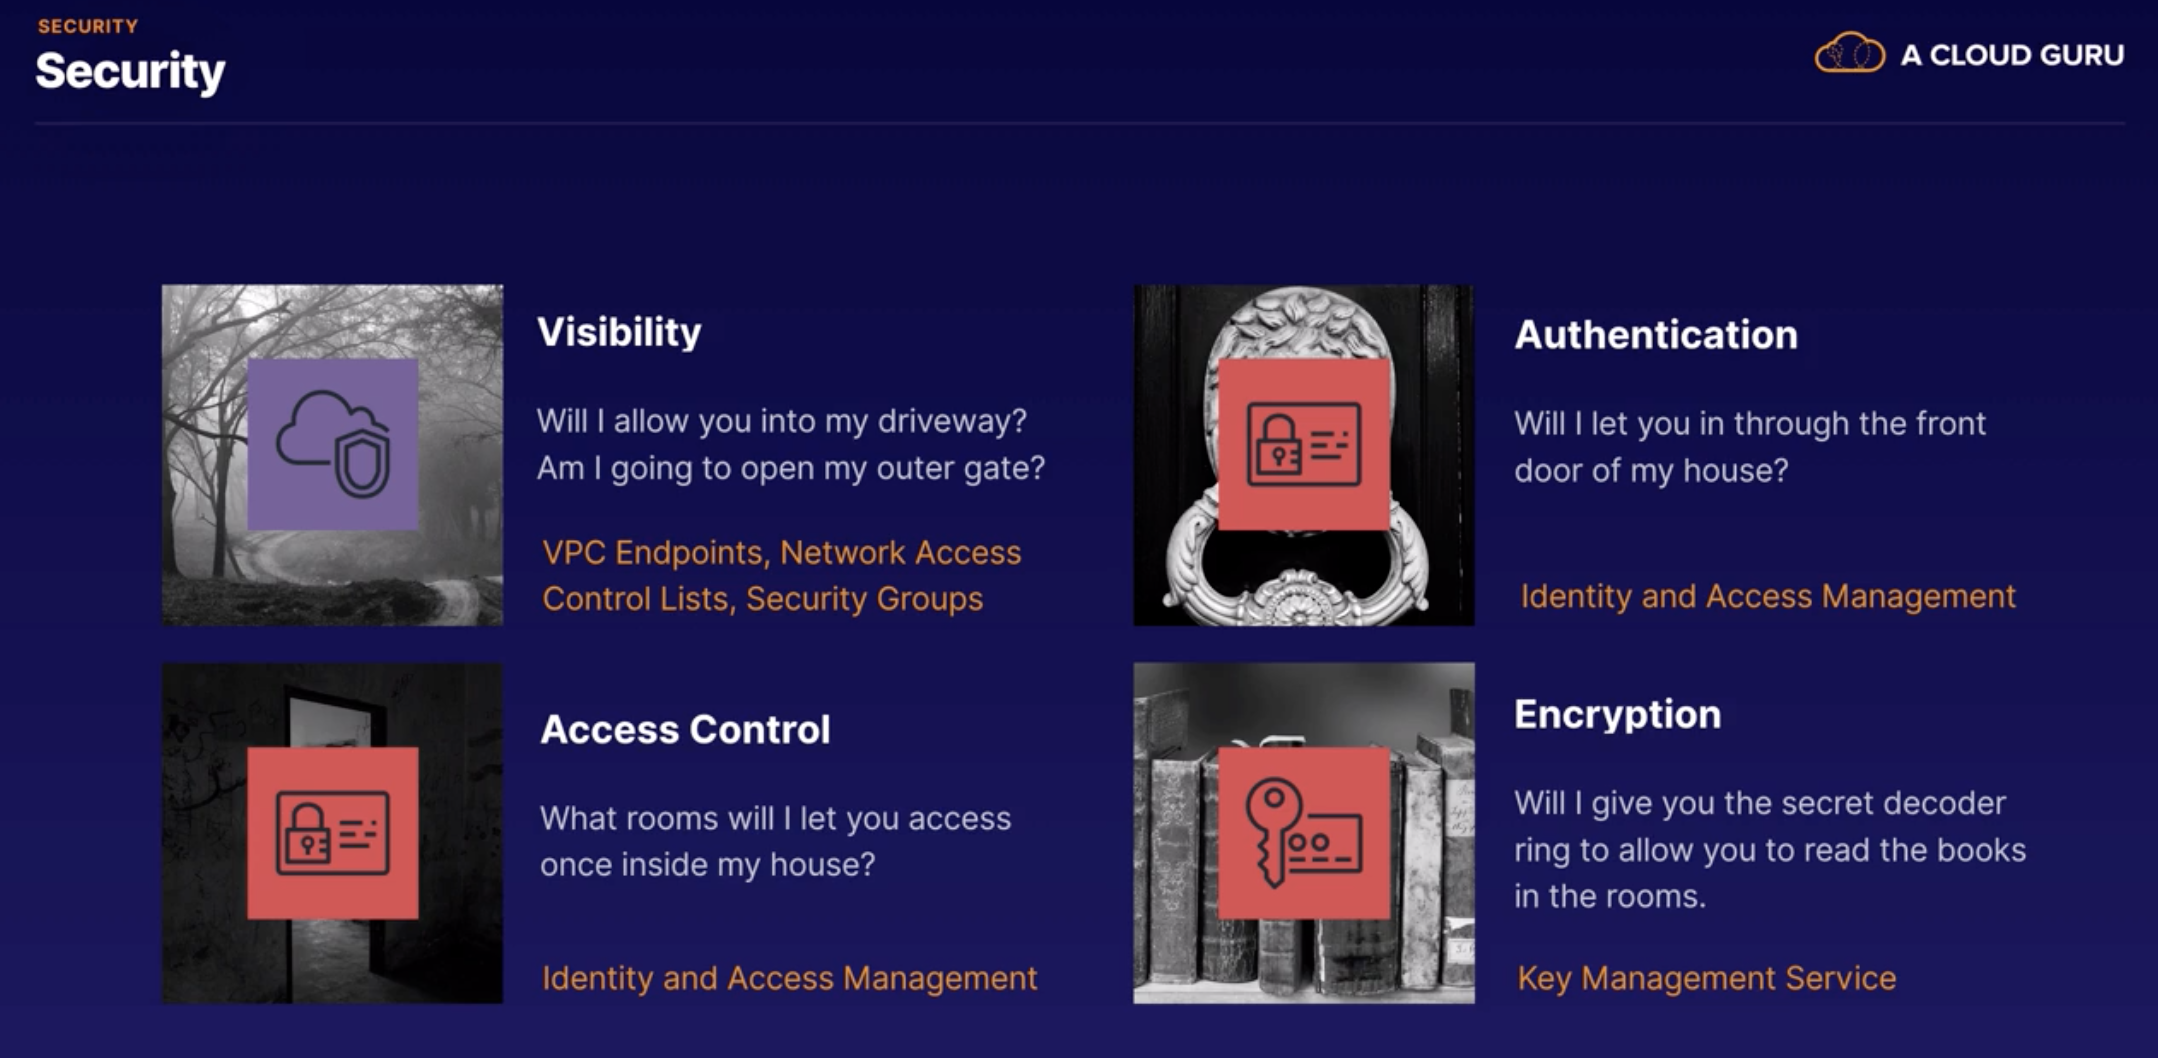 SECURITY
Security
A CLOUD GURU
Visibility
Will I allow you into my driveway?
Am I going to open my outer gate?
VPC Endpoints, Network Access
Control Lists, Security Groups
Authentication
Will I let you in through the front
door of my house?
Identity and Access Management
Access Control
What rooms will I let you access
once inside my house?
Identity and Access Management
Encryption
Will I give you the secret decoder
ring to allow you to read the books
in the rooms.
Key Management Service